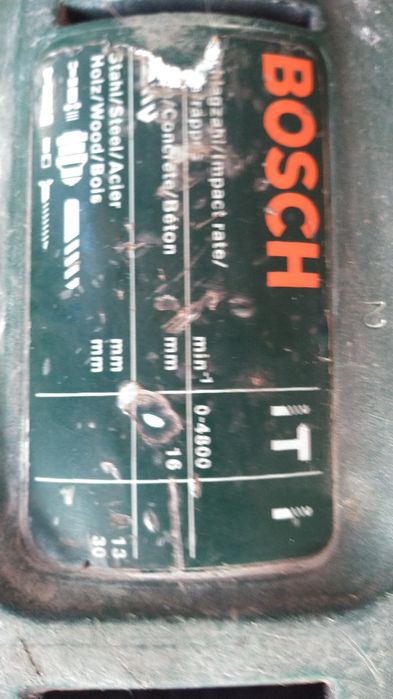 BOSCH
T
Impact rate/
min⁻¹ 0-4800
/Concrete/Béton mm 16
Stahl/Steel/Acier mm 13
Holz/Wood/Bois mm 30